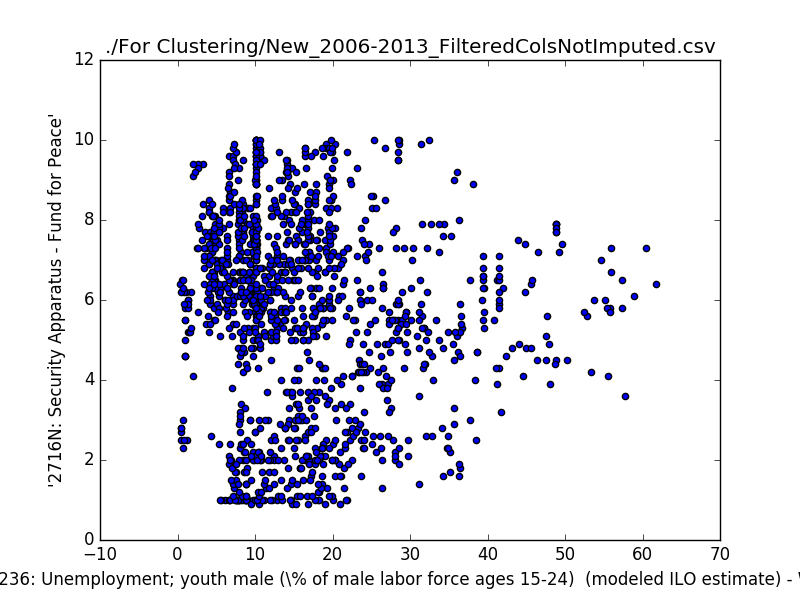 ./For Clustering/New_2006-2013_FilteredColsNotImputed.csv
'2716N: Security Apparatus - Fund for Peace'
12
10
8
6
4
2
0
−10 0 10 20 30 40 50 60 70
236: Unemployment; youth male (\% of male labor force ages 15-24) (modeled ILO estimate) -